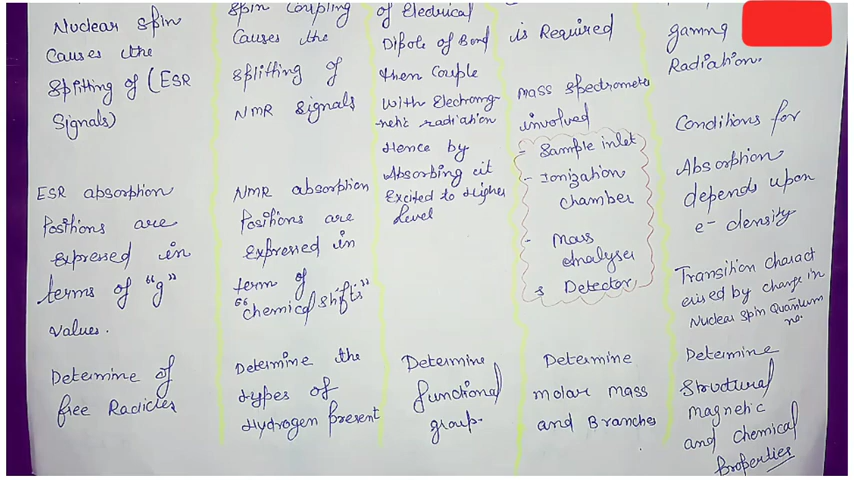 Nuclear Spin
Causes the
Splitting of (ESR
Signals)
ESR absorption
Positions are
expressed in
terms of "g"
values.
Determine of
free Radicles
Spin Coupling
Causes the
Splitting of
NMR Signals
NMR absorption
Positions are
expressed in
term of
"chemical shifts"
Determine the
types of
Hydrogen present
of Electrical
Dipole of Bond
then Couple
With Electromag-
netic radiation
Hence by
Absorbing it
Excited to Higher
Level
Determine
functional
group.
is Required
Mass Spectrometer
involved
- Sample inlet
- Ionization
chamber
- Mass
Analyser
Detector
Determine
molar mass
and Branches
gamma
Radiation.
Conditions for
Absorption
depends upon
e- density
Transition charact
erised by change in
Nuclear Spin Quantum
no.
Determine
Structural
magnetic
and chemical
Properties